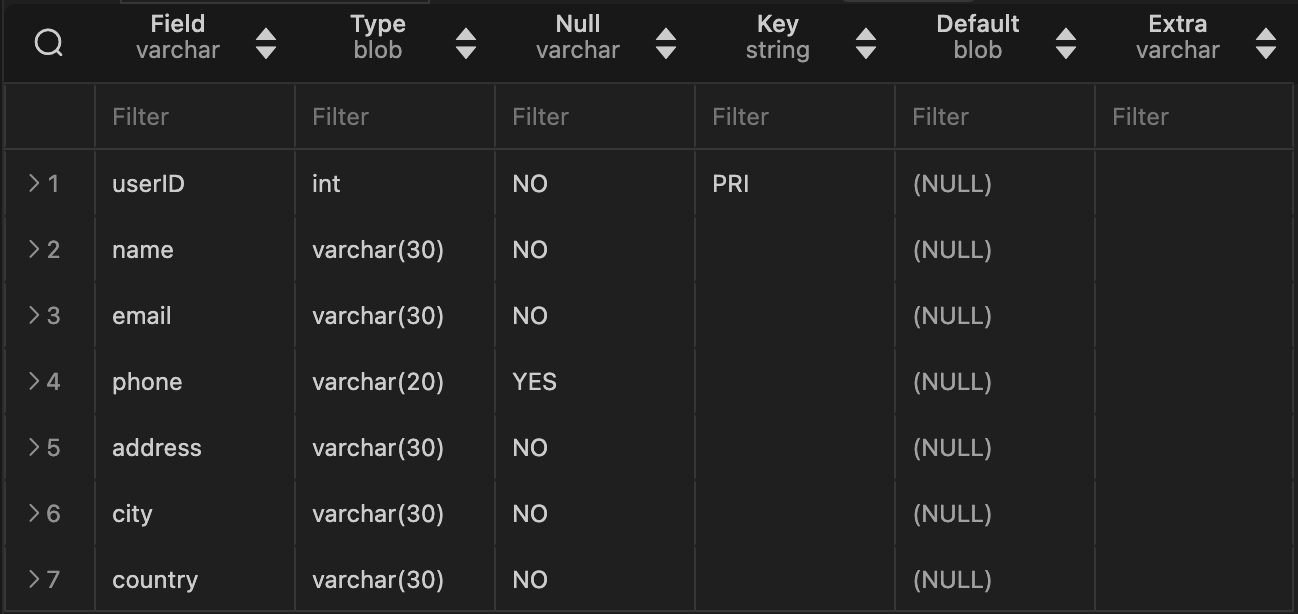 Field Type Null Key Default Extra
varchar blob varchar string blob varchar
Filter Filter Filter Filter Filter Filter
1 userID int NO PRI (NULL)
2 name varchar(30) NO (NULL)
3 email varchar(30) NO (NULL)
4 phone varchar(20) YES (NULL)
5 address varchar(30) NO (NULL)
6 city varchar(30) NO (NULL)
7 country varchar(30) NO (NULL)